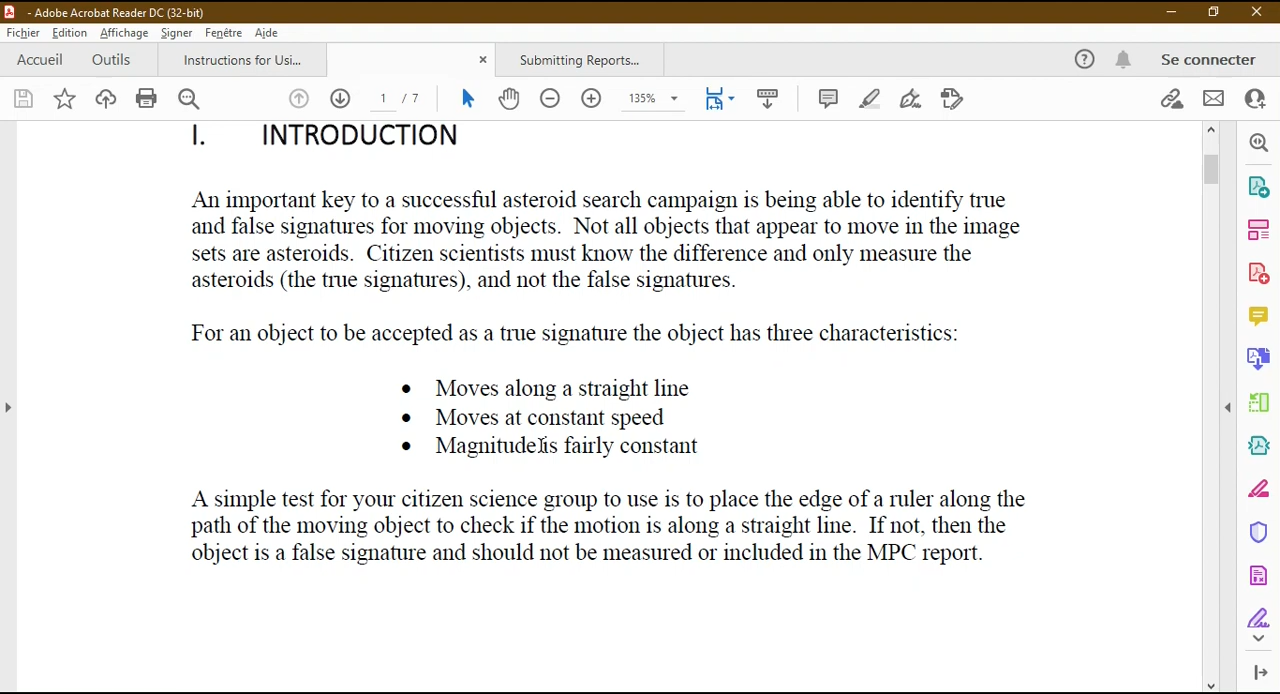 - Adobe Acrobat Reader DC (32-bit)
Fichier Edition Affichage Signer Fenêtre Aide
Accueil Outils Instructions for Usi... Submitting Reports... Se connecter
1 / 7 135%
I. INTRODUCTION
An important key to a successful asteroid search campaign is being able to identify true
and false signatures for moving objects. Not all objects that appear to move in the image
sets are asteroids. Citizen scientists must know the difference and only measure the
asteroids (the true signatures), and not the false signatures.
For an object to be accepted as a true signature the object has three characteristics:
• Moves along a straight line
• Moves at constant speed
• Magnitude is fairly constant
A simple test for your citizen science group to use is to place the edge of a ruler along the
path of the moving object to check if the motion is along a straight line. If not, then the
object is a false signature and should not be measured or included in the MPC report.